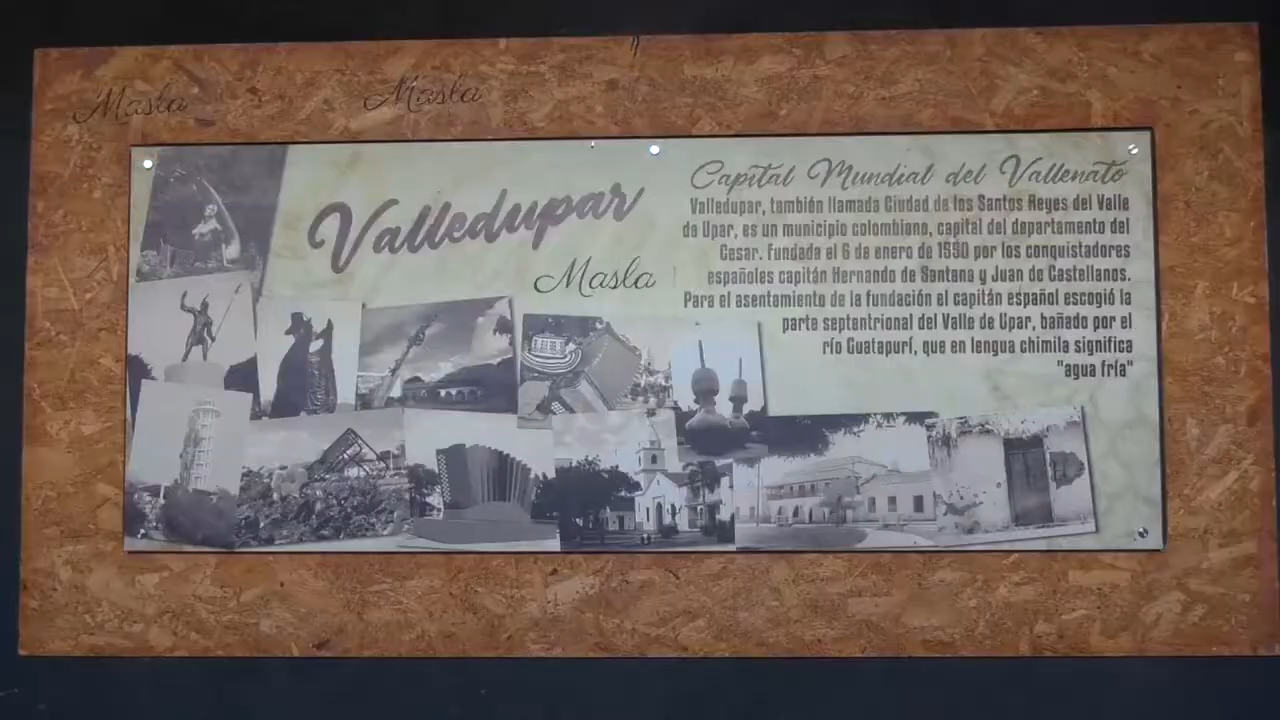 Masla
Masla
Valledupar
Masla
Capital Mundial del Vallenato
Valledupar, también llamada Ciudad de los Santos Reyes del Valle
de Upar, es un municipio colombiano, capital del departamento del
Cesar. Fundada el 6 de enero de 1550 por los conquistadores
españoles capitán Hernando de Santana y Juan de Castellanos.
Para el asentamiento de la fundación el capitán español escogió la
parte septentrional del Valle de Upar, bañado por el
río Guatapurí, que en lengua chimila significa
"agua fría"